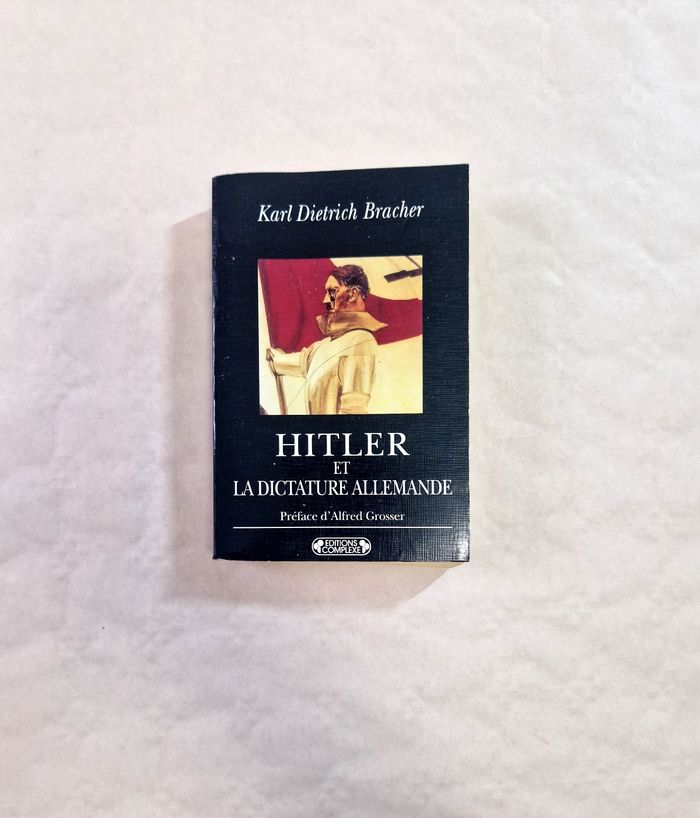 Karl Dietrich Bracher
HITLER
ET
LA DICTATURE ALLEMANDE
Préface d'Alfred Grosser
EDITIONS
COMPLEXE